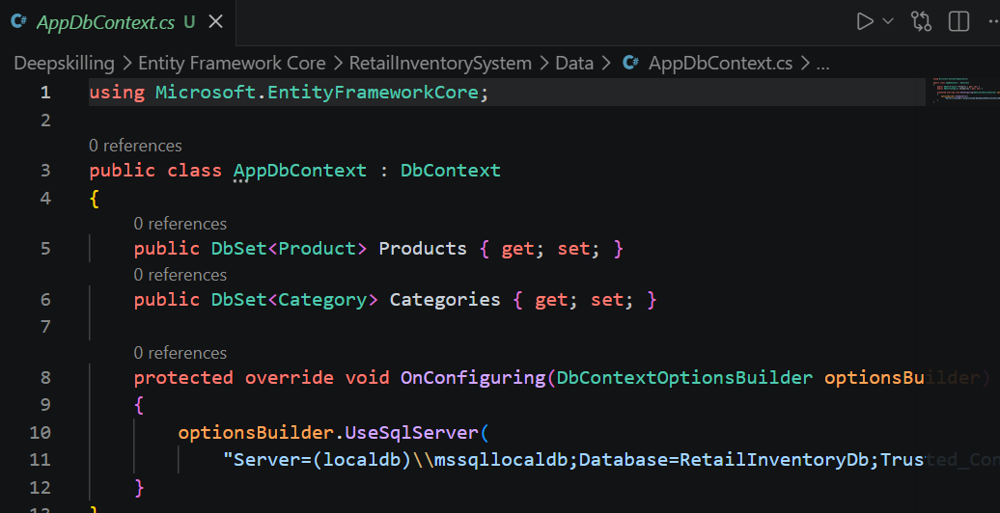 AppDbContext.cs U
Deepskilling > Entity Framework Core > RetailInventorySystem > Data > AppDbContext.cs > ...
1 using Microsoft.EntityFrameworkCore;
2
0 references
3 public class AppDbContext : DbContext
4 {
0 references
5 public DbSet<Product> Products { get; set; }
0 references
6 public DbSet<Category> Categories { get; set; }
7
0 references
8 protected override void OnConfiguring(DbContextOptionsBuilder optionsBuilder)
9 {
10 optionsBuilder.UseSqlServer(
11 "Server=(localdb)\\mssqllocaldb;Database=RetailInventoryDb;Trusted_Con
12 }
13 }